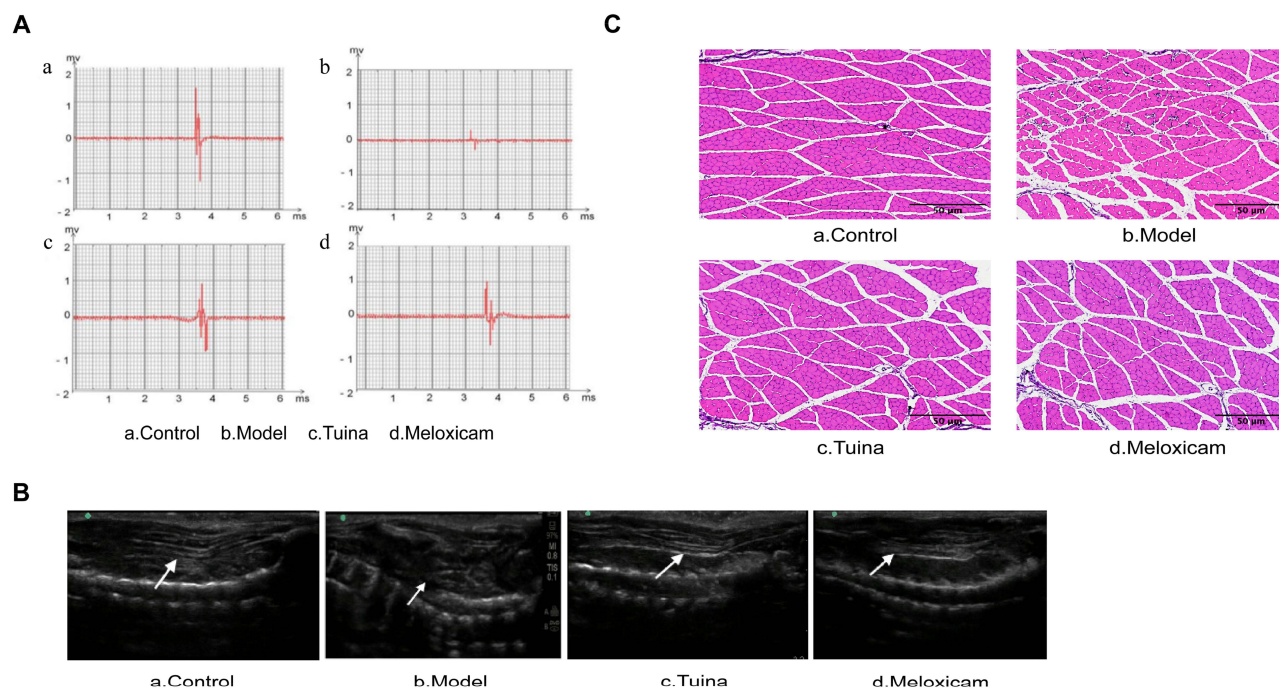 A
C
a
mv
2
1
0
- 1
- 2
1 2 3 4 5 6
ms
b
mv
2
1
0
-1
-2
1 2 3 4 5 6
ms
c
2
1
0
- 1
- 2
1 2 3 4 5 6
ms
d
2
1
0
- 1
- 2
1 2 3 4 5 6
ms
a.Control b.Model c.Tuina d.Meloxicam
50 μm
50 μm
a.Control
b.Model
50 μm
50 μm
c.Tuina
d.Meloxicam
B
97%
MI
0.8
TIS
0.1
A
B
a.Control
b.Model
c.Tuina
d.Meloxicam